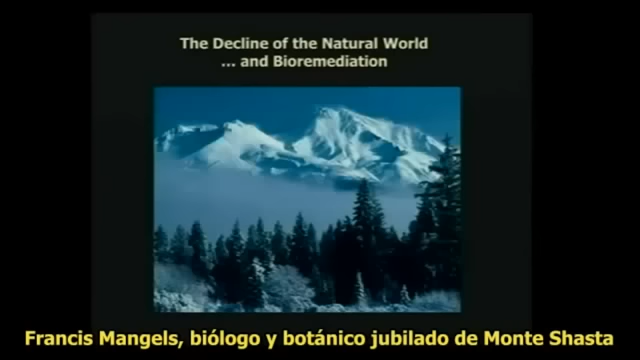 The Decline of the Natural World
... and Bioremediation
Francis Mangels, biólogo y botánico jubilado de Monte Shasta